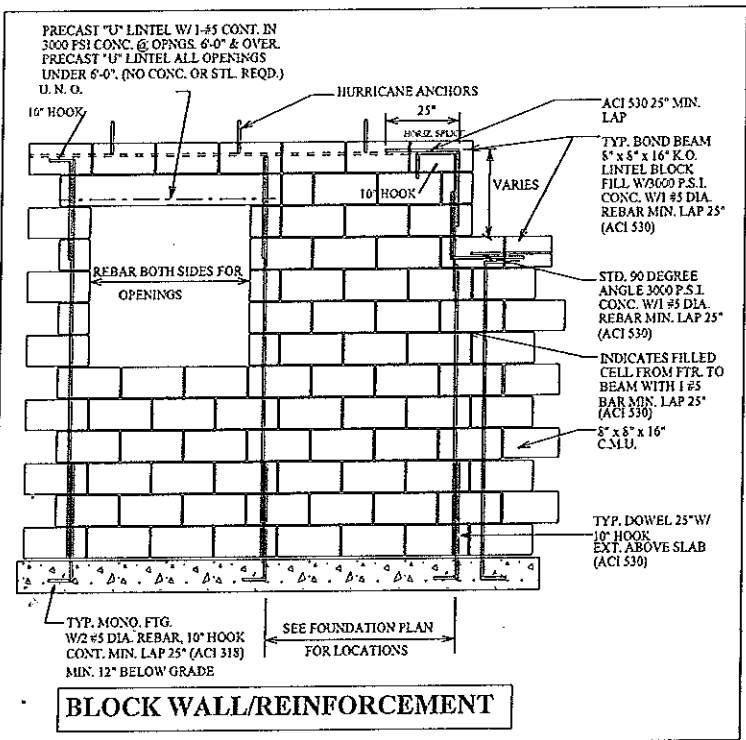 PRECAST "U" LINTEL W/ 1-#5 CONT. IN
3000 PSI CONC. @ OPNGS. 6'-0" & OVER.
PRECAST "U" LINTEL ALL OPENINGS
UNDER 6'-0". (NO CONC. OR STL. REQD.)
U. N. O.
10" HOOK
HURRICANE ANCHORS
25"
HORIZ. SPLICE
10" HOOK
VARIES
ACI 530 25" MIN.
LAP
TYP. BOND BEAM
8" x 8" x 16" K.O.
LINTEL BLOCK
FILL W/3000 P.S.I.
CONC. W/1 #5 DIA.
REBAR MIN. LAP 25"
(ACI 530)
REBAR BOTH SIDES FOR
OPENINGS
STD. 90 DEGREE
ANGLE 3000 P.S.I.
CONC. W/1 #5 DIA.
REBAR MIN. LAP 25"
(ACI 530)
INDICATES FILLED
CELL FROM FTR. TO
BEAM WITH 1 #5
BAR MIN. LAP 25"
(ACI 530)
8" x 8" x 16"
C.M.U.
TYP. DOWEL 25" W/
10" HOOK
EXT. ABOVE SLAB
(ACI 530)
TYP. MONO. FTG.
W/2 #5 DIA. REBAR, 10" HOOK
CONT. MIN. LAP 25" (ACI 318)
MIN. 12" BELOW GRADE
SEE FOUNDATION PLAN
FOR LOCATIONS
BLOCK WALL/REINFORCEMENT